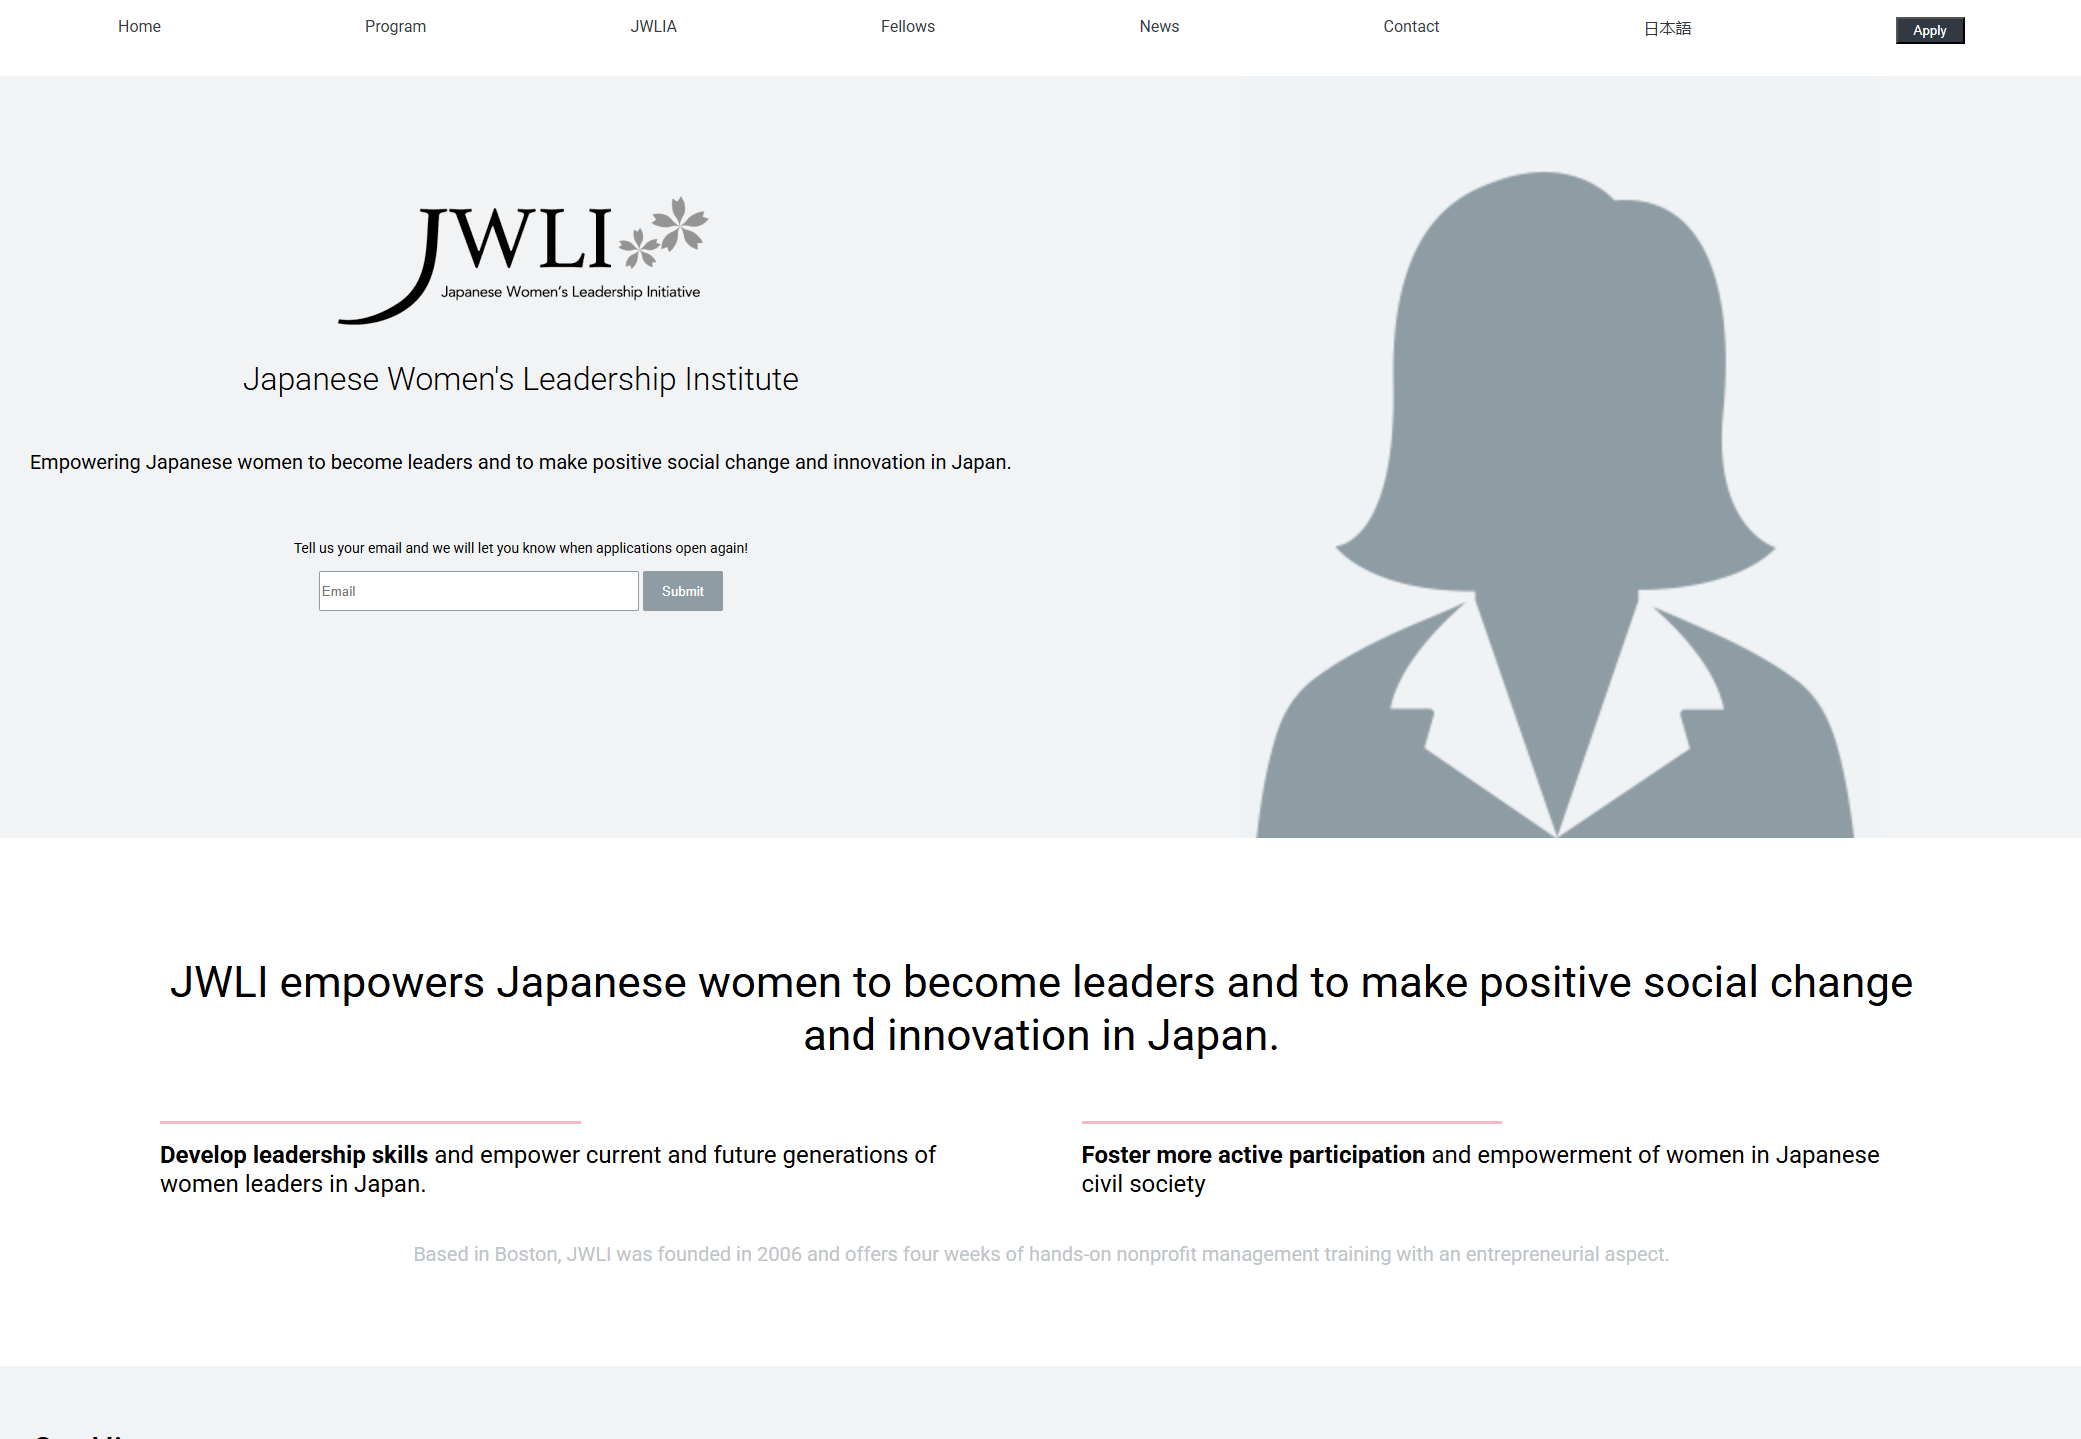 Home Program JWLIA Fellows News Contact 日本語 Apply
JWLI
Japanese Women's Leadership Initiative
Japanese Women's Leadership Institute
Empowering Japanese women to become leaders and to make positive social change and innovation in Japan.
Tell us your email and we will let you know when applications open again!
Email Submit
JWLI empowers Japanese women to become leaders and to make positive social change
and innovation in Japan.
Develop leadership skills and empower current and future generations of
women leaders in Japan.
Foster more active participation and empowerment of women in Japanese
civil society
Based in Boston, JWLI was founded in 2006 and offers four weeks of hands-on nonprofit management training with an entrepreneurial aspect.